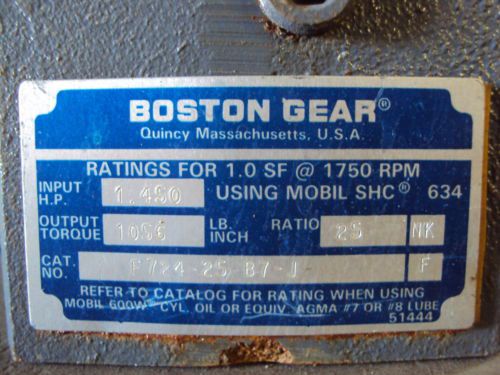 BOSTON GEAR®
Quincy Massachusetts, U.S.A.
RATINGS FOR 1.0 SF @ 1750 RPM
INPUT H.P. 1.450 USING MOBIL SHC® 634
OUTPUT TORQUE 1056 LB. INCH RATIO 25 NK
CAT. NO. F724-25-B7-J F
REFER TO CATALOG FOR RATING WHEN USING
MOBIL 600W CYL. OIL OR EQUIV. AGMA #7 OR #8 LUBE
51444